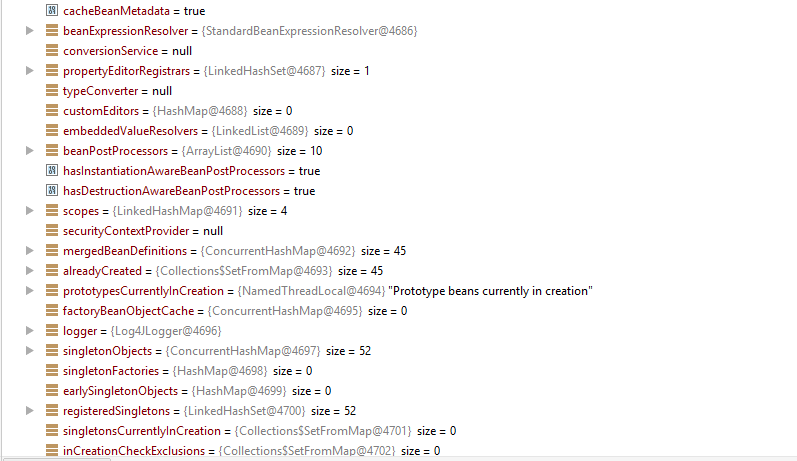 cacheBeanMetadata = true
beanExpressionResolver = {StandardBeanExpressionResolver@4686}
conversionService = null
propertyEditorRegistrars = {LinkedHashSet@4687} size = 1
typeConverter = null
customEditors = {HashMap@4688} size = 0
embeddedValueResolvers = {LinkedList@4689} size = 0
beanPostProcessors = {ArrayList@4690} size = 10
hasInstantiationAwareBeanPostProcessors = true
hasDestructionAwareBeanPostProcessors = true
scopes = {LinkedHashMap@4691} size = 4
securityContextProvider = null
mergedBeanDefinitions = {ConcurrentHashMap@4692} size = 45
alreadyCreated = {Collections$SetFromMap@4693} size = 45
prototypesCurrentlyInCreation = {NamedThreadLocal@4694} "Prototype beans currently in creation"
factoryBeanObjectCache = {ConcurrentHashMap@4695} size = 0
logger = {Log4JLogger@4696}
singletonObjects = {ConcurrentHashMap@4697} size = 52
singletonFactories = {HashMap@4698} size = 0
earlySingletonObjects = {HashMap@4699} size = 0
registeredSingletons = {LinkedHashSet@4700} size = 52
singletonsCurrentlyInCreation = {Collections$SetFromMap@4701} size = 0
inCreationCheckExclusions = {Collections$SetFromMap@4702} size = 0